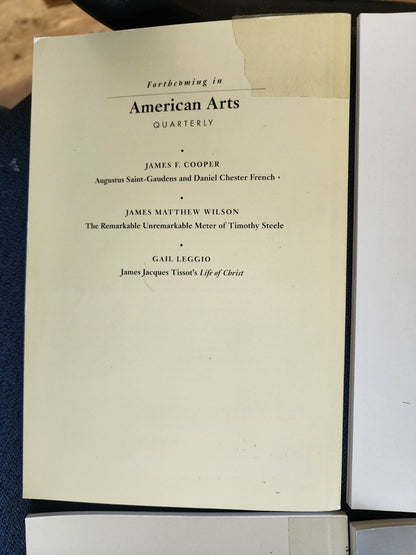 Forthcoming in
American Arts
QUARTERLY
•
JAMES F. COOPER
Augustus Saint-Gaudens and Daniel Chester French •
•
JAMES MATTHEW WILSON
The Remarkable Unremarkable Meter of Timothy Steele
•
GAIL LEGGIO
James Jacques Tissot's Life of Christ